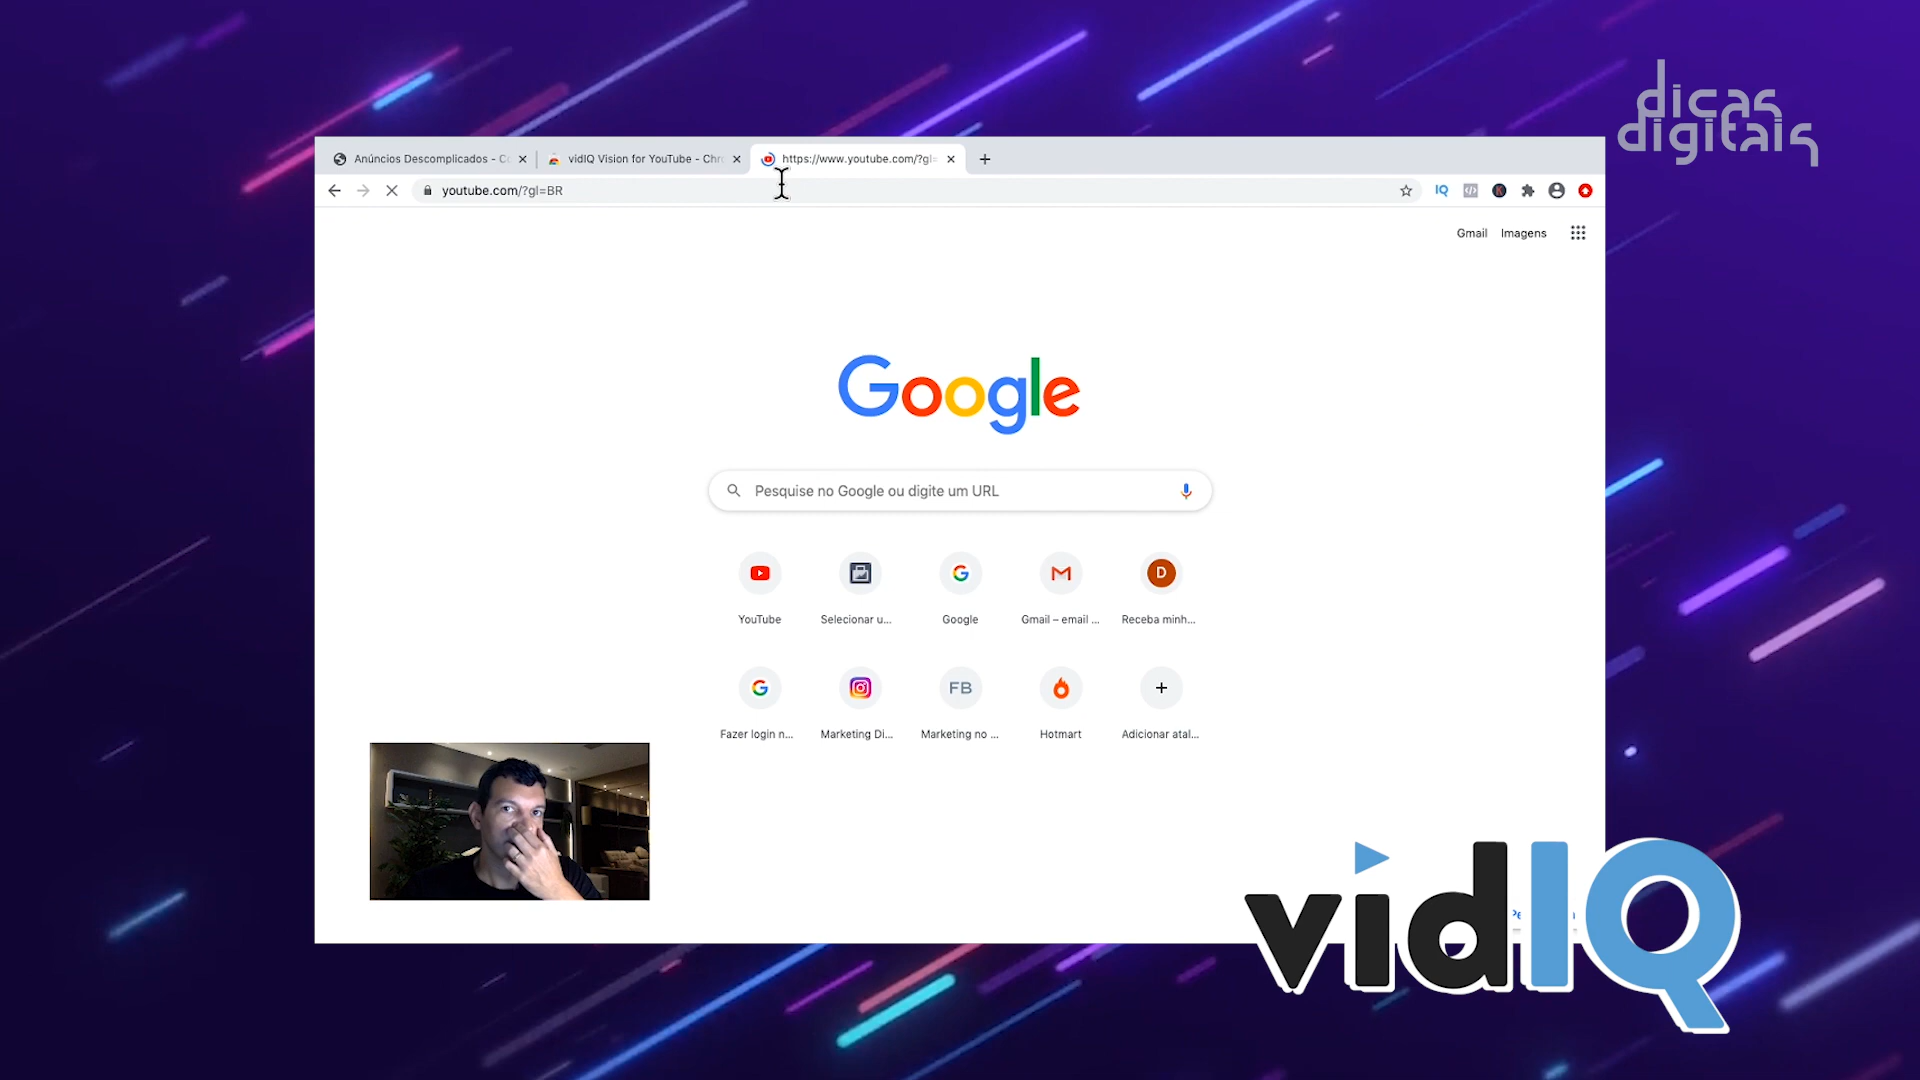 dicas
digitais
Anúncios Descomplicados - C
vidIQ Vision for YouTube - Chr
https://www.youtube.com/?gl=
youtube.com/?gl=BR
IQ
Gmail
Imagens
Google
Pesquise no Google ou digite um URL
D
YouTube
Selecionar u...
Google
Gmail – email ...
Receba minh...
FB
Fazer login n...
Marketing Di...
Marketing no ...
Hotmart
Adicionar atal...
vidIQ